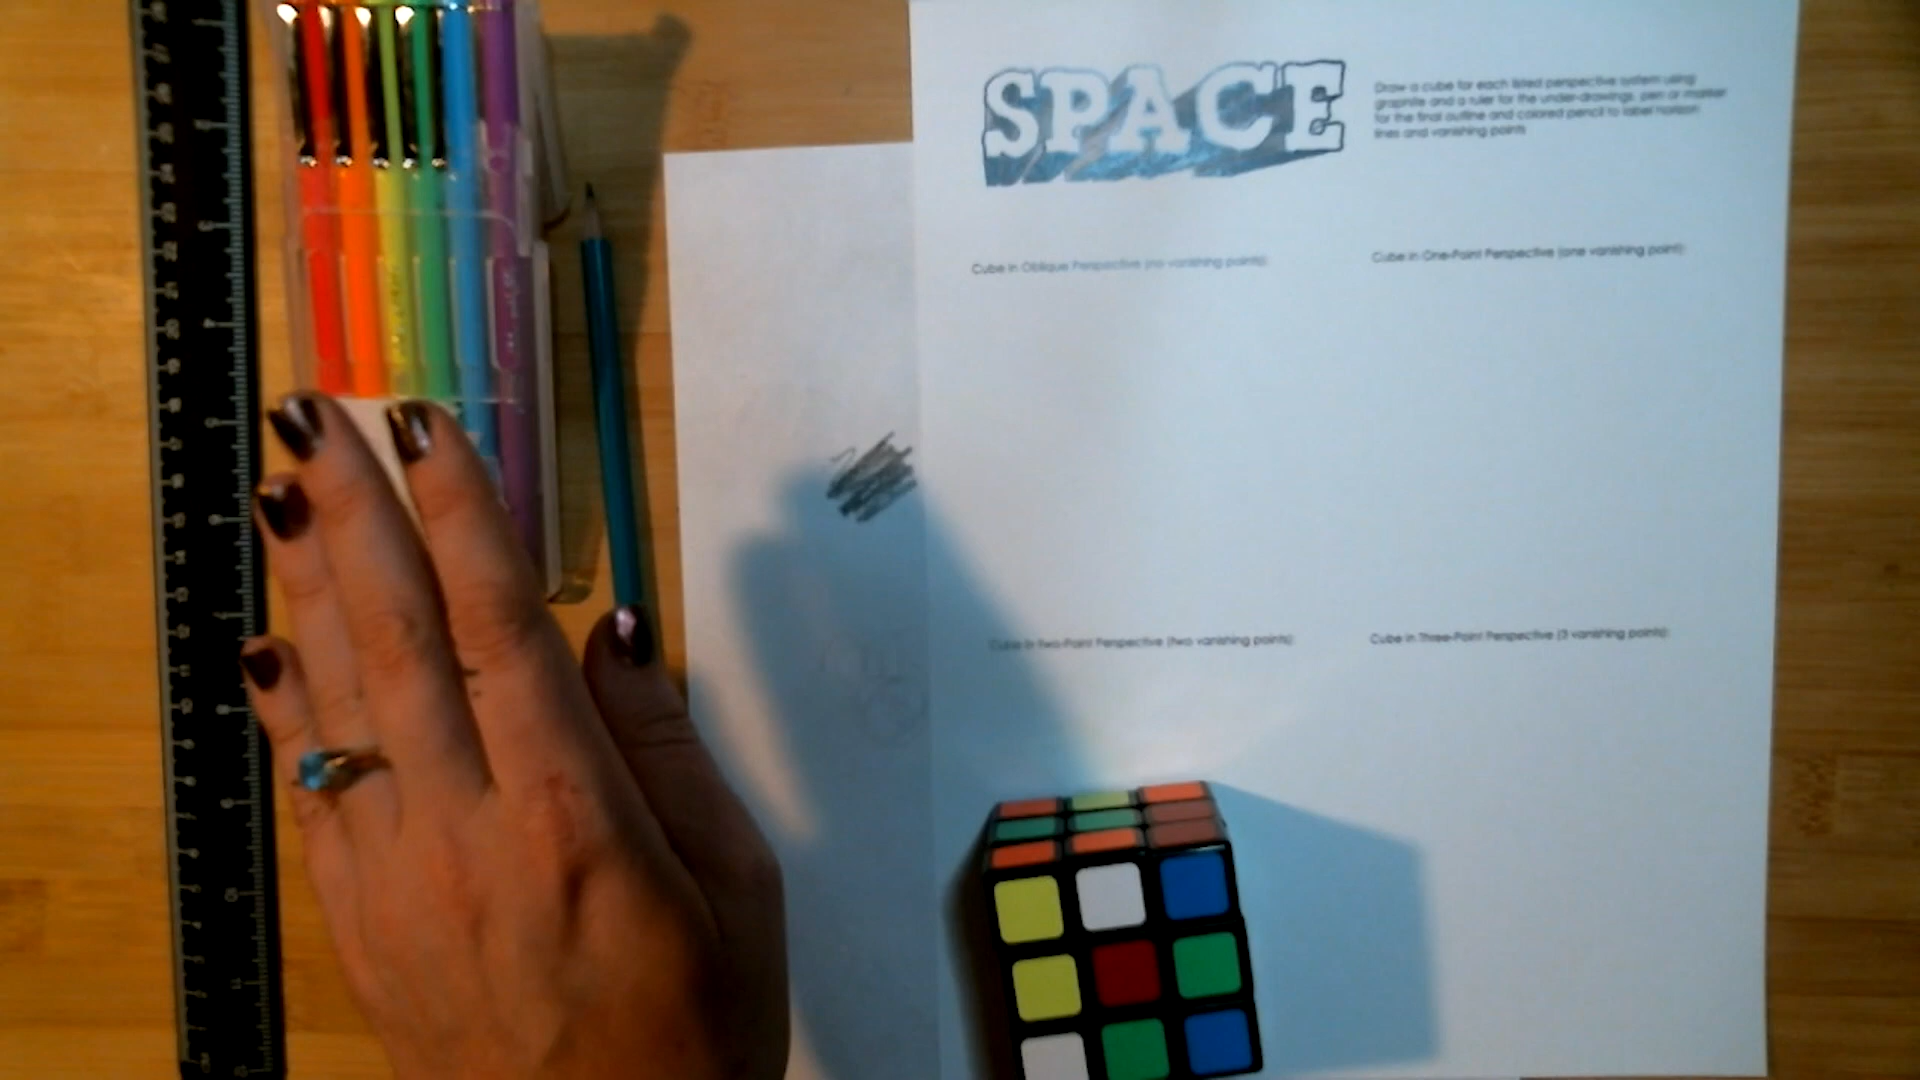 SPACE
Draw a cube for each listed perspective system using
graphite and a ruler for the under-drawings, pen or marker
for the final outline and colored pencil to label horizon
lines and vanishing points
Cube in Oblique Perspective (no vanishing points):
Cube in One-Point Perspective (one vanishing point):
Cube in Two-Point Perspective (two vanishing points):
Cube in Three-Point Perspective (3 vanishing points):